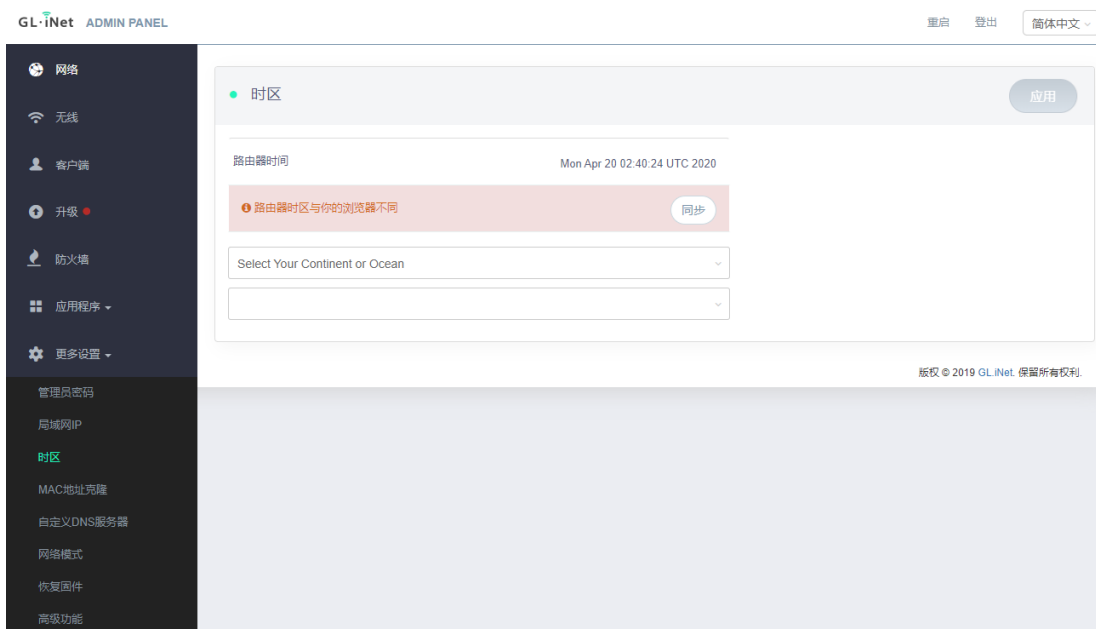 GL·iNet ADMIN PANEL
重启 登出 简体中文
网络
无线
客户端
升级
防火墙
应用程序
更多设置
管理员密码
局域网IP
时区
MAC地址克隆
自定义DNS服务器
网络模式
恢复固件
高级功能
时区 应用
路由器时间 Mon Apr 20 02:40:24 UTC 2020
路由器时区与你的浏览器不同 同步
Select Your Continent or Ocean
版权 © 2019 GL.iNet. 保留所有权利.